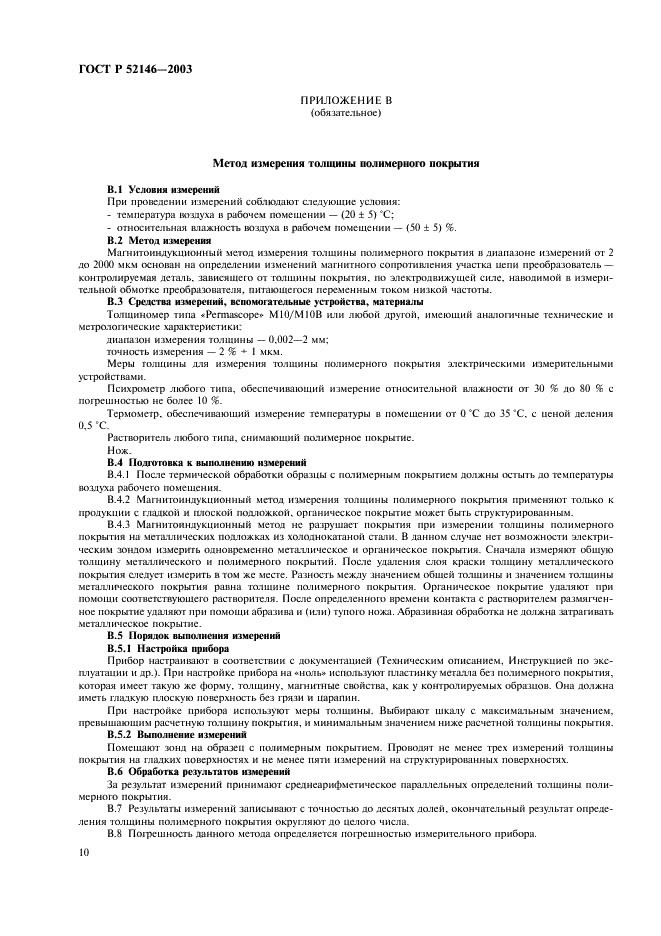 ГОСТ Р 52146—2003
ПРИЛОЖЕНИЕ В
(обязательное)
Метод измерения толщины полимерного покрытия
В.1 Условия измерений
При проведении измерений соблюдают следующие условия:
- температура воздуха в рабочем помещении — (20 ± 5) °С;
- относительная влажность воздуха в рабочем помещении — (50 ± 5) %.
В.2 Метод измерения
Магнитоиндукционный метод измерения толщины полимерного покрытия в диапазоне измерений от 2
до 2000 мкм основан на определении изменений магнитного сопротивления участка цепи преобразователь —
контролируемая деталь, зависящего от толщины покрытия, по электродвижущей силе, наводимой в измери-
тельной обмотке преобразователя, питающегося переменным током низкой частоты.
В.3 Средства измерений, вспомогательные устройства, материалы
Толщиномер типа «Permascope» М10/М10В или любой другой, имеющий аналогичные технические и
метрологические характеристики:
диапазон измерения толщины — 0,002—2 мм;
точность измерения — 2 % + 1 мкм.
Меры толщины для измерения толщины полимерного покрытия электрическими измерительными
устройствами.
Психрометр любого типа, обеспечивающий измерение относительной влажности от 30 % до 80 % с
погрешностью не более 10 %.
Термометр, обеспечивающий измерение температуры в помещении от 0 °С до 35 °С, с ценой деления
0,5 °С.
Растворитель любого типа, снимающий полимерное покрытие.
Нож.
В.4 Подготовка к выполнению измерений
В.4.1 После термической обработки образцы с полимерным покрытием должны остыть до температуры
воздуха рабочего помещения.
В.4.2 Магнитоиндукционный метод измерения толщины полимерного покрытия применяют только к
продукции с гладкой и плоской подложкой, органическое покрытие может быть структурированным.
В.4.3 Магнитоиндукционный метод не разрушает покрытия при измерении толщины полимерного
покрытия на металлических подложках из холоднокатаной стали. В данном случае нет возможности электри-
ческим зондом измерить одновременно металлическое и органическое покрытия. Сначала измеряют общую
толщину металлического и полимерного покрытий. После удаления слоя краски толщину металлического
покрытия следует измерить в том же месте. Разность между значением общей толщины и значением толщины
металлического покрытия равна толщине полимерного покрытия. Органическое покрытие удаляют при
помощи соответствующего растворителя. После определенного времени контакта с растворителем размягчен-
ное покрытие удаляют при помощи абразива и (или) тупого ножа. Абразивная обработка не должна затрагивать
металлическое покрытие.
В.5 Порядок выполнения измерений
В.5.1 Настройка прибора
Прибор настраивают в соответствии с документацией (Техническим описанием, Инструкцией по экс-
плуатации и др.). При настройке прибора на «ноль» используют пластинку металла без полимерного покрытия,
которая имеет такую же форму, толщину, магнитные свойства, как у контролируемых образцов. Она должна
иметь гладкую плоскую поверхность без грязи и царапин.
При настройке прибора используют меры толщины. Выбирают шкалу с максимальным значением,
превышающим расчетную толщину покрытия, и минимальным значением ниже расчетной толщины покрытия.
В.5.2 Выполнение измерений
Помещают зонд на образец с полимерным покрытием. Проводят не менее трех измерений толщины
покрытия на гладких поверхностях и не менее пяти измерений на структурированных поверхностях.
В.6 Обработка результатов измерений
За результат измерений принимают среднеарифметическое параллельных определений толщины поли-
мерного покрытия.
В.7 Результаты измерений записывают с точностью до десятых долей, окончательный результат опреде-
ления толщины полимерного покрытия округляют до целого числа.
В.8 Погрешность данного метода определяется погрешностью измерительного прибора.
10